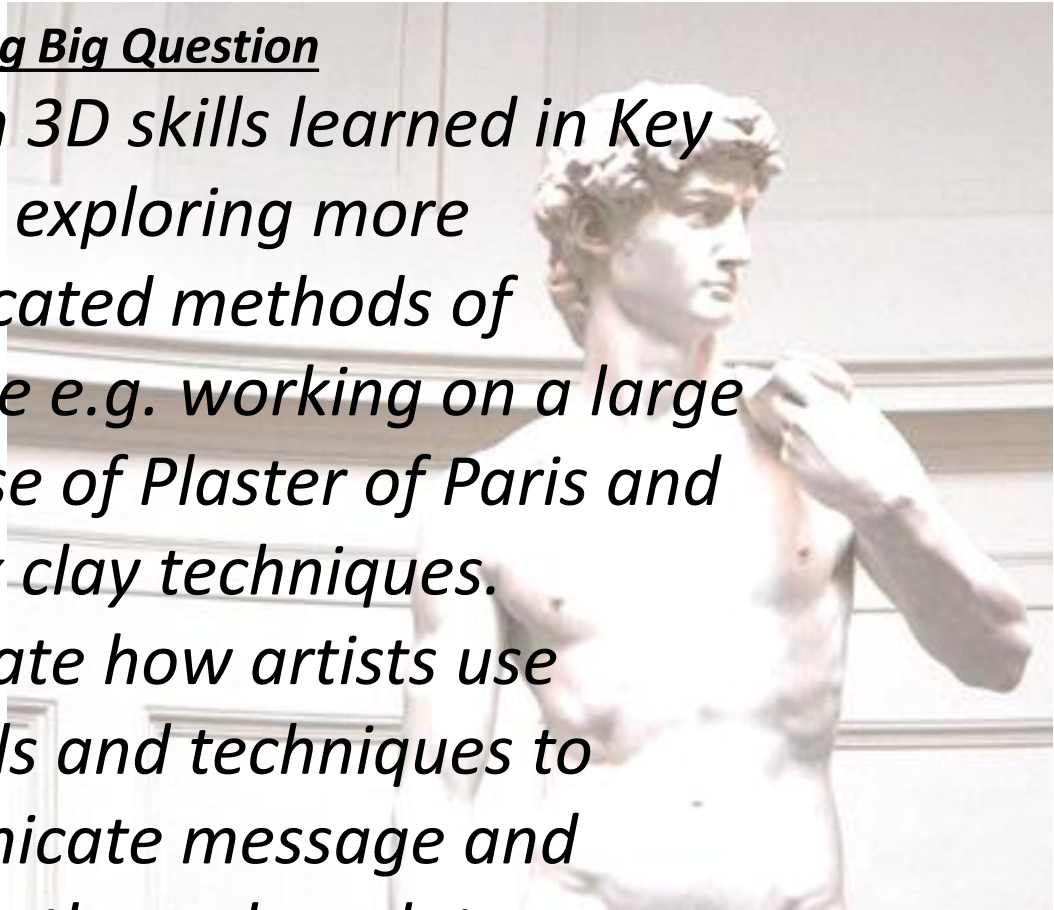 g Big Question
3D skills learned in Key
exploring more
cated methods of
e e.g. working on a large
se of Plaster of Paris and
clay techniques.
ate how artists use
ls and techniques to
nicate message and